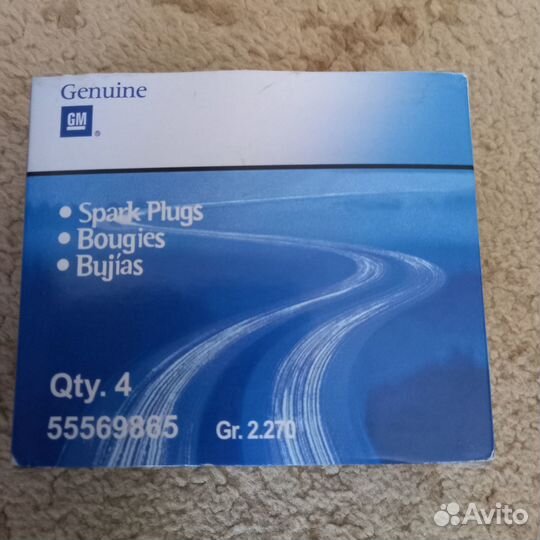 Genuine
GM ®
• Spark Plugs
• Bougies
• Bujías
Qty. 4
55569865 Gr. 2.270
Avito